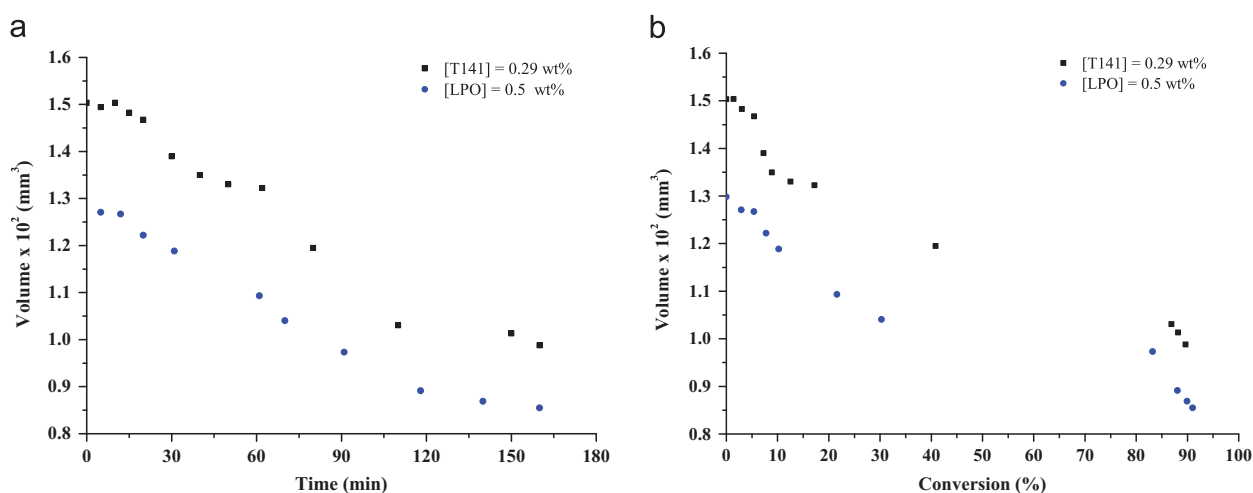 a
1.6
1.5
1.4
1.3
1.2
1.1
1.0
0.9
0.8
Volume x 10² (mm³)
[T141] = 0.29 wt%
[LPO] = 0.5 wt%
0 30 60 90 120 150 180
Time (min)
b
1.6
1.5
1.4
1.3
1.2
1.1
1.0
0.9
0.8
Volume x 10² (mm³)
[T141] = 0.29 wt%
[LPO] = 0.5 wt%
0 10 20 30 40 50 60 70 80 90 100
Conversion (%)